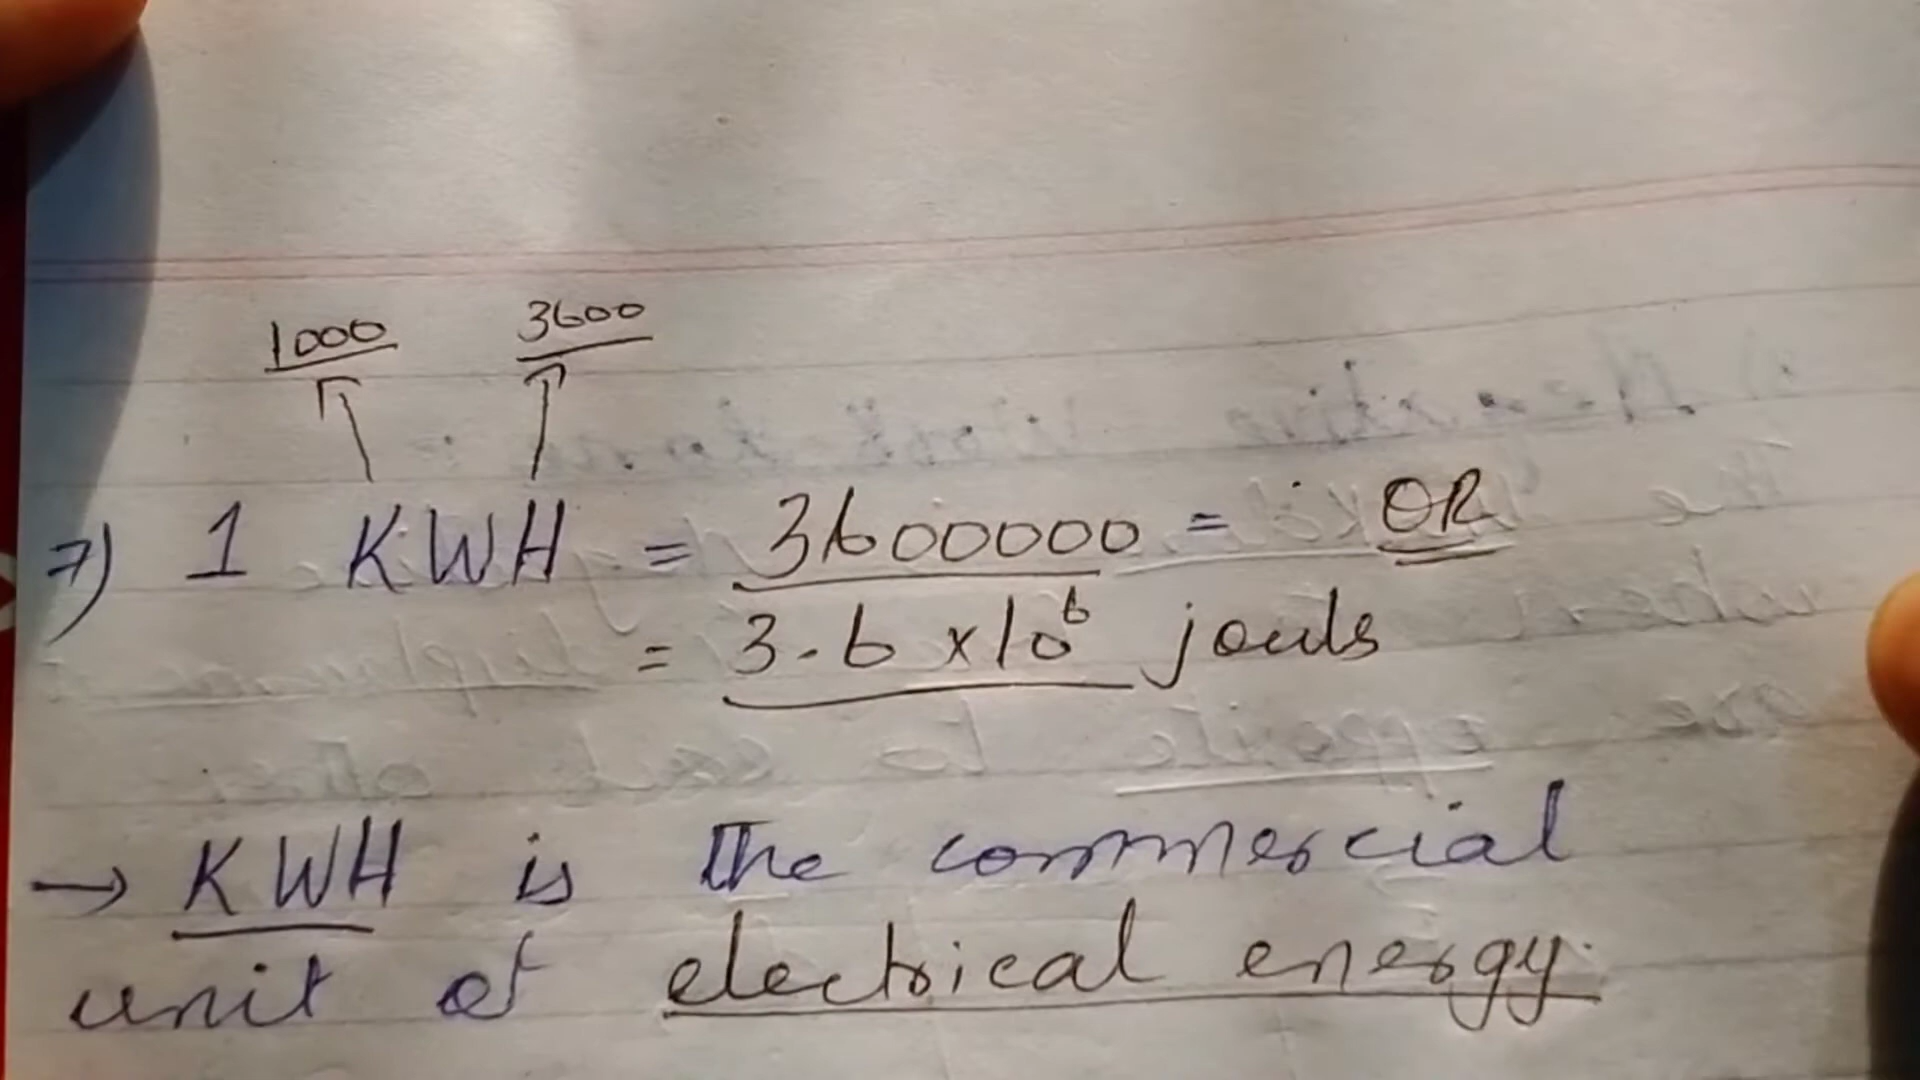 1000 3600
7) 1 KWH = 3600000 = OR
= 3.6 x10⁶ jouls
→ KWH is the commercial
unit of electrical energy.